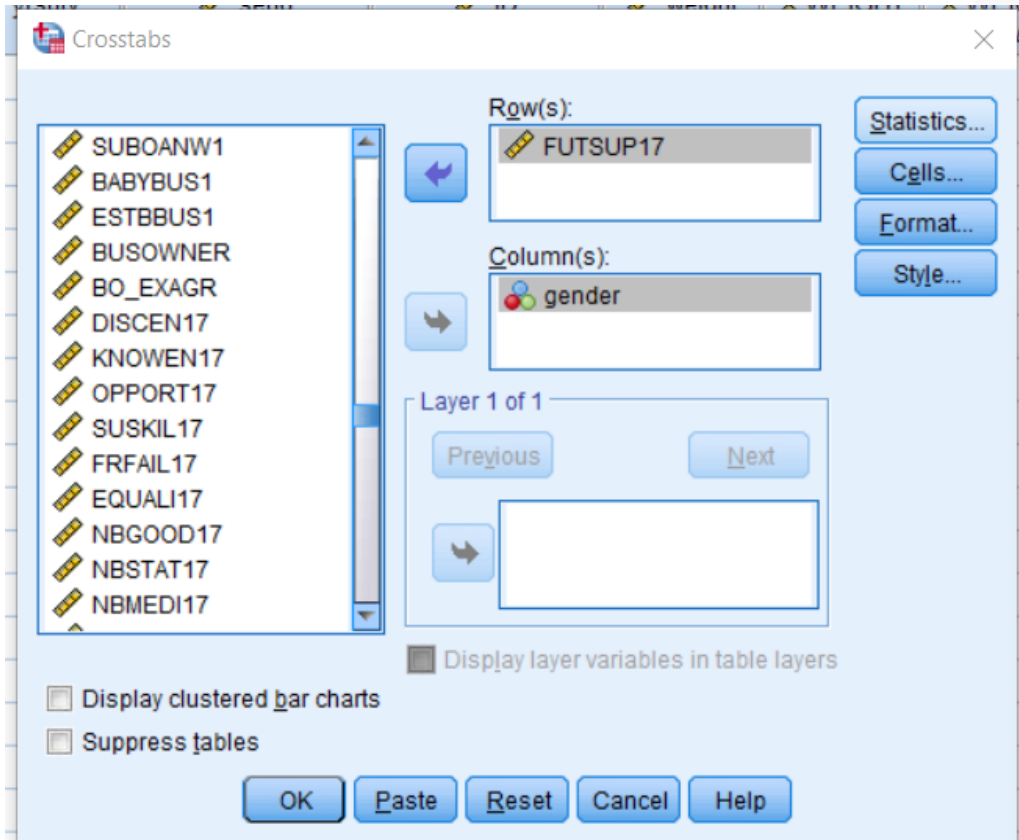 Crosstabs
SUBOANW1
BABYBUS1
ESTBBUS1
BUSOWNER
BO_EXAGR
DISCEN17
KNOWEN17
OPPORT17
SUSKIL17
FRFAIL17
EQUALI17
NBGOOD17
NBSTAT17
NBMEDI17
Row(s):
FUTSUP17
Column(s):
gender
Layer 1 of 1
Previous
Next
Display layer variables in table layers
Statistics...
Cells...
Format...
Style...
Display clustered bar charts
Suppress tables
OK
Paste
Reset
Cancel
Help